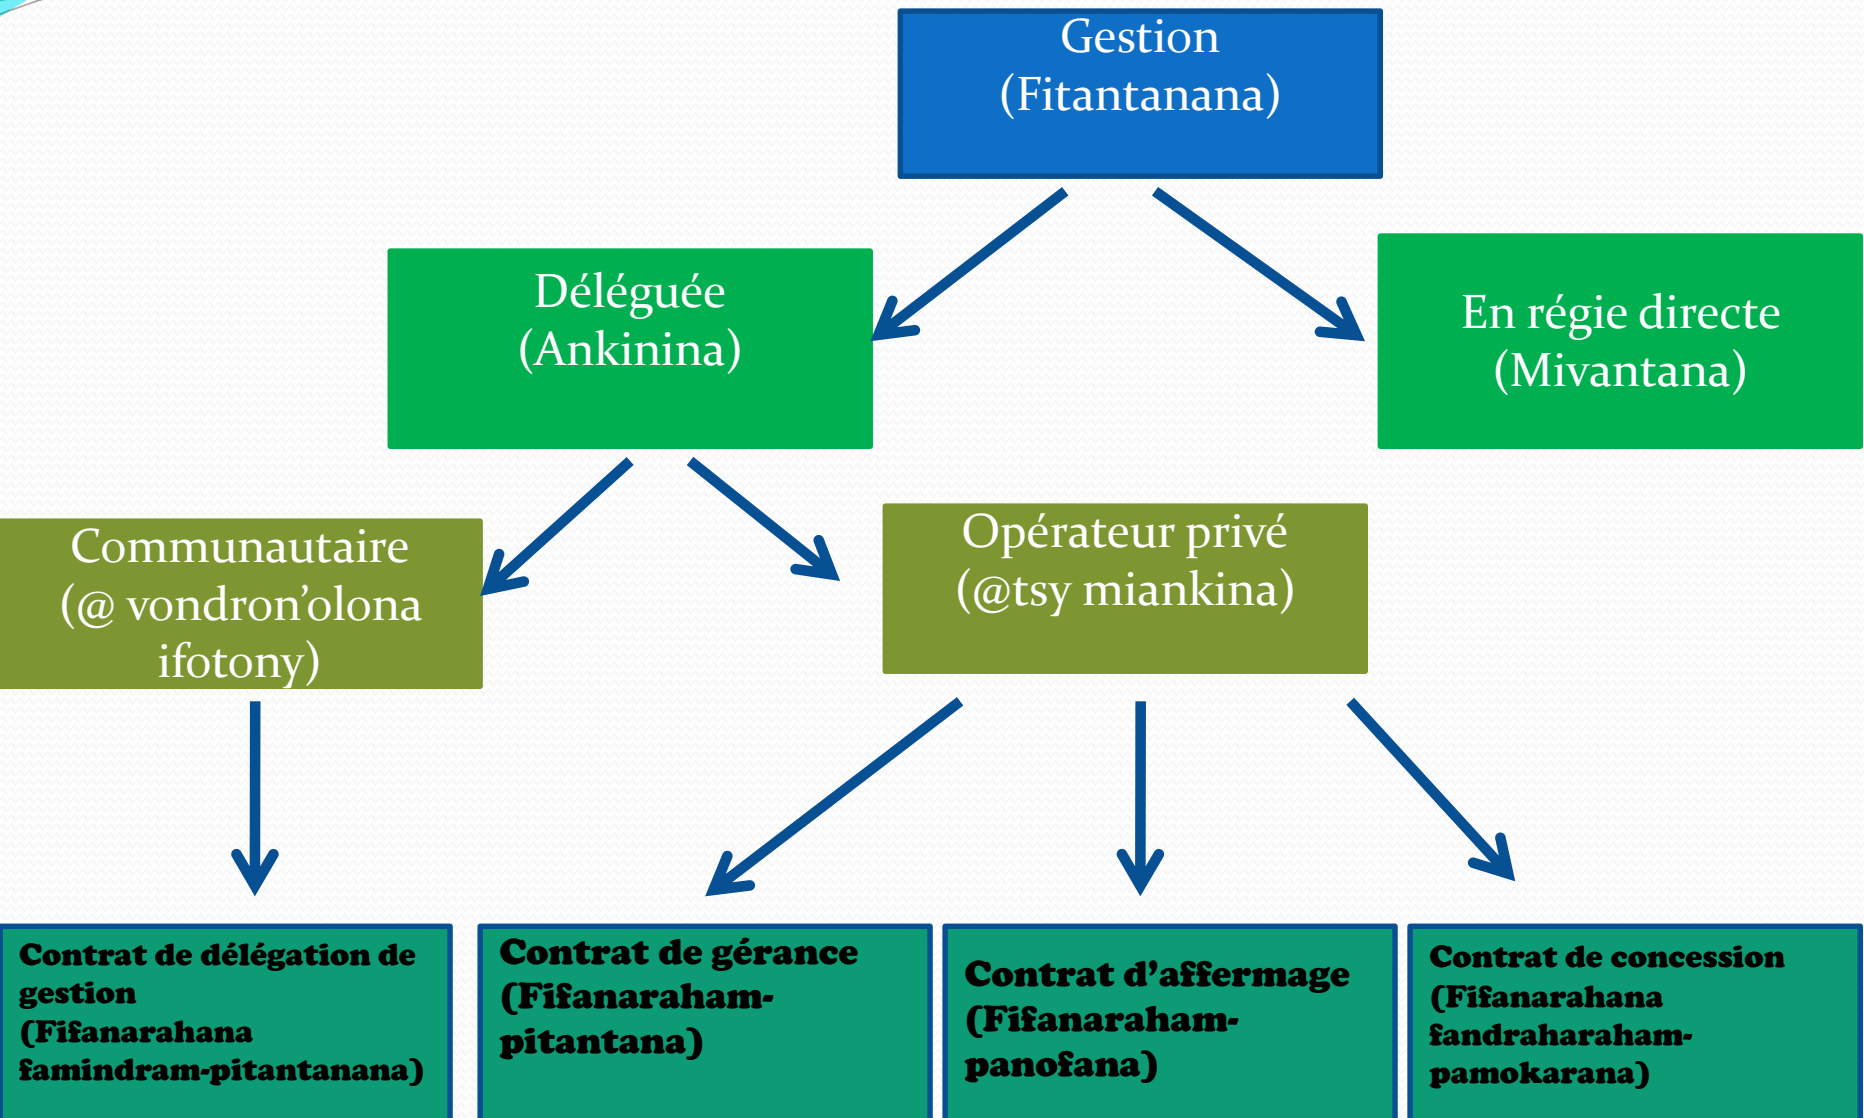 Gestion
(Fitantanana)
Déléguée
(Ankinina)
En régie directe
(Mivantana)
Communautaire
(@ vondron’olona
ifotony)
Opérateur privé
(@tsy miankina)
Contrat de délégation de
gestion
(Fifanarahana
famindram-pitantanana)
Contrat de gérance
(Fifanaraham-
pitantana)
Contrat d’affermage
(Fifanaraham-
panofana)
Contrat de concession
(Fifanarahana
fandraharaham-
pamokarana)